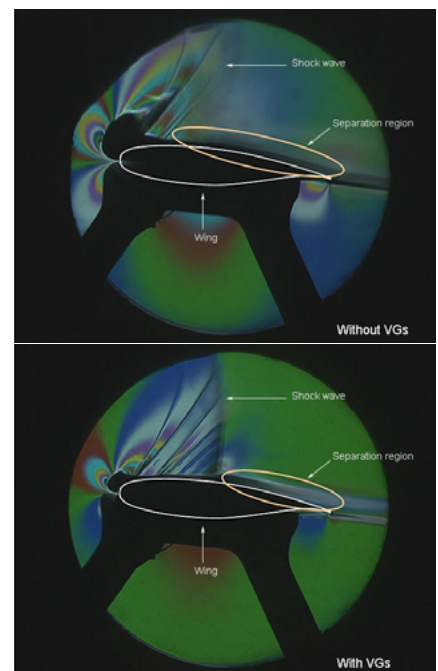 Shock wave
Separation region
Wing
Without VGs
Shock wave
Separation region
Wing
With VGs